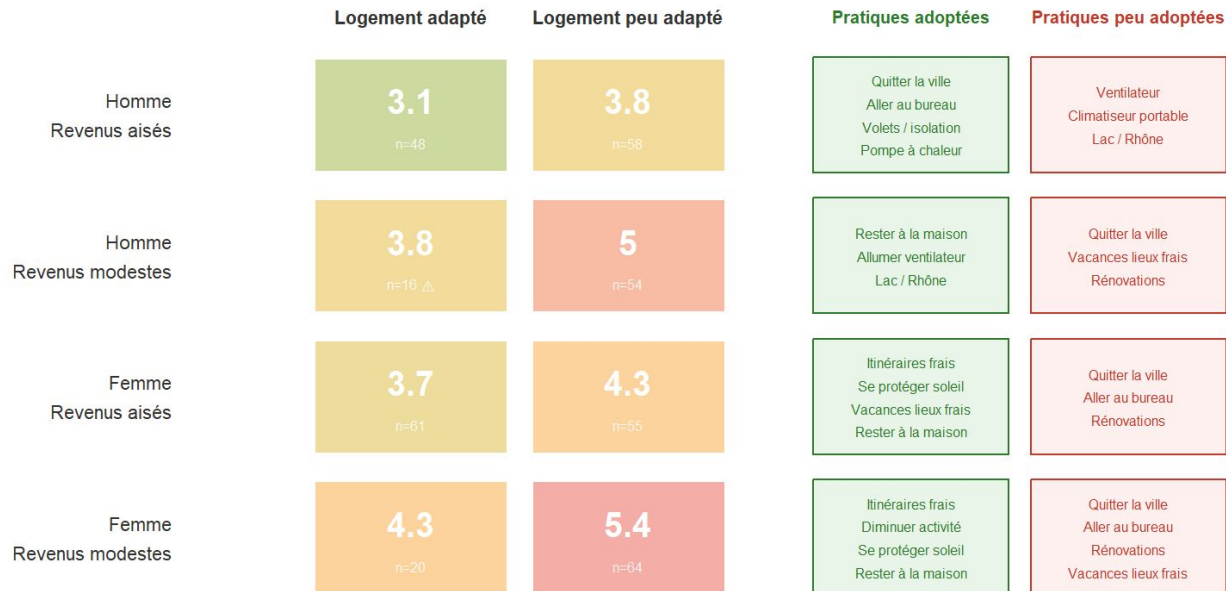 Logement adapté
Logement peu adapté
Pratiques adoptées
Pratiques peu adoptées
Homme
Revenus aisés
3.1
n=48
3.8
n=58
Quitter la ville
Aller au bureau
Volets / isolation
Pompe à chaleur
Ventilateur
Climatiseur portable
Lac / Rhône
Homme
Revenus modestes
3.8
n=16 ⚠
5
n=54
Rester à la maison
Allumer ventilateur
Lac / Rhône
Quitter la ville
Vacances lieux frais
Rénovations
Femme
Revenus aisés
3.7
n=61
4.3
n=55
Itinéraires frais
Se protéger soleil
Vacances lieux frais
Rester à la maison
Quitter la ville
Aller au bureau
Rénovations
Femme
Revenus modestes
4.3
n=20
5.4
n=64
Itinéraires frais
Diminuer activité
Se protéger soleil
Rester à la maison
Quitter la ville
Aller au bureau
Rénovations
Vacances lieux frais